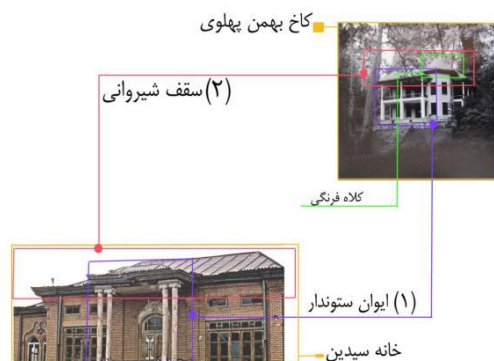 کاخ بهمن پهلوی
(۲) سقف شیروانی
کلاه فرنگی
(۱) ایوان ستوندار
خانه سیدین